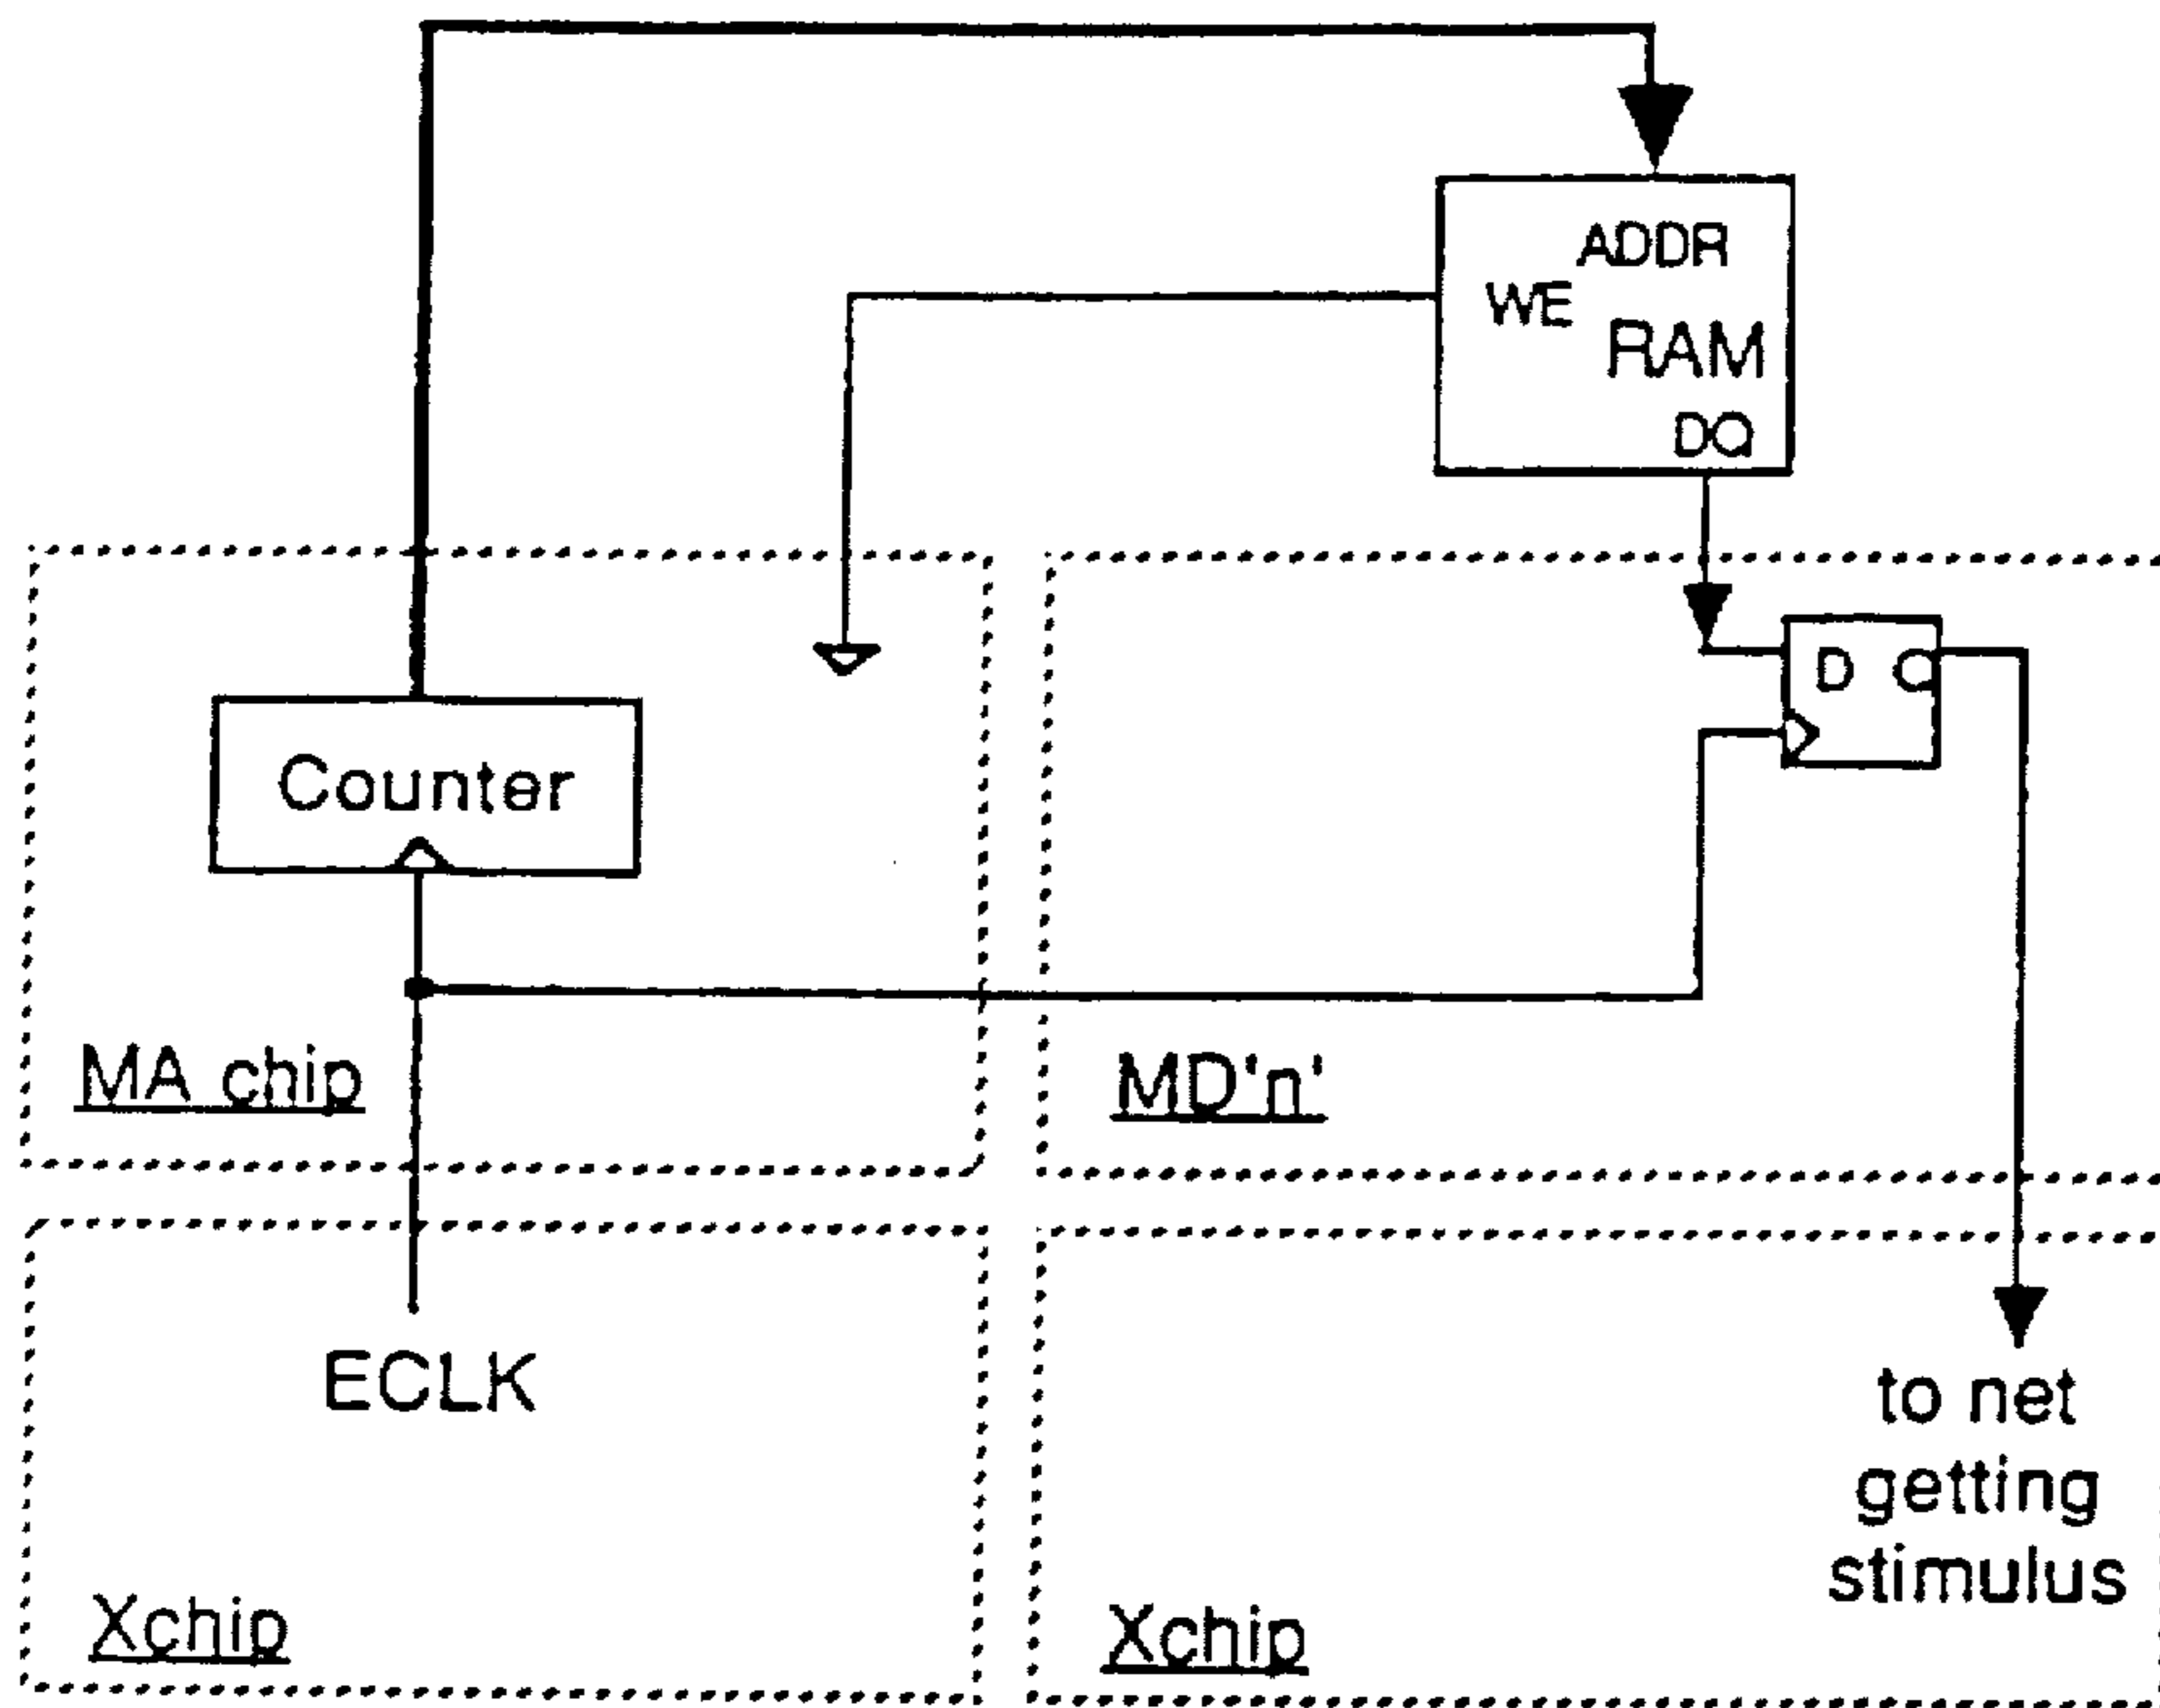 ADDR
WE
RAM
DQ
D Q
Counter
MA chip
MD'n'
ECLK
to net
getting
stimulus
Xchip
Xchip